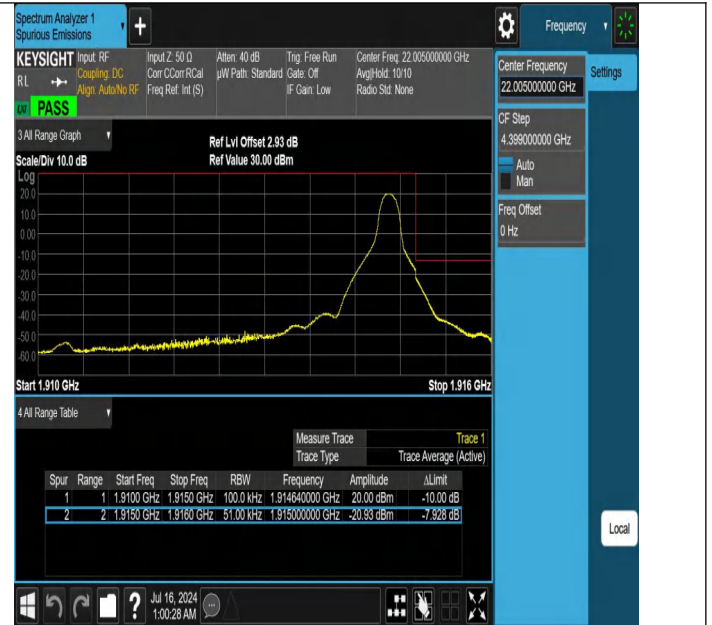 Spectrum Analyzer 1
Spurious Emissions
Frequency
KEYSIGHT Input: RF Input Z: 50 Ω Atten: 40 dB Trig: Free Run Center Freq: 22.005000000 GHz
RL Coupling: DC Corr CCorr RCal µW Path: Standard Gate: Off Avg|Hold: 10/10
Align: Auto/No RF Freq Ref: Int (S) IF Gain: Low Radio Std: None
LXI PASS
Center Frequency
22.005000000 GHz
Settings
CF Step
4.399000000 GHz
Auto
Man
Freq Offset
0 Hz
3 All Range Graph
Ref Lvl Offset 2.93 dB
Scale/Div 10.0 dB Ref Value 30.00 dBm
Log
20.0
10.0
0.00
-10.0
-20.0
-30.0
-40.0
-50.0
-60.0
Start 1.910 GHz Stop 1.916 GHz
4 All Range Table
Measure Trace Trace 1
Trace Type Trace Average (Active)
Spur Range Start Freq Stop Freq RBW Frequency Amplitude ΔLimit
1 1 1.9100 GHz 1.9150 GHz 100.0 kHz 1.914640000 GHz 20.00 dBm -10.00 dB
2 2 1.9150 GHz 1.9160 GHz 51.00 kHz 1.915000000 GHz -20.93 dBm -7.928 dB
Local
? Jul 16, 2024
1:00:28 AM